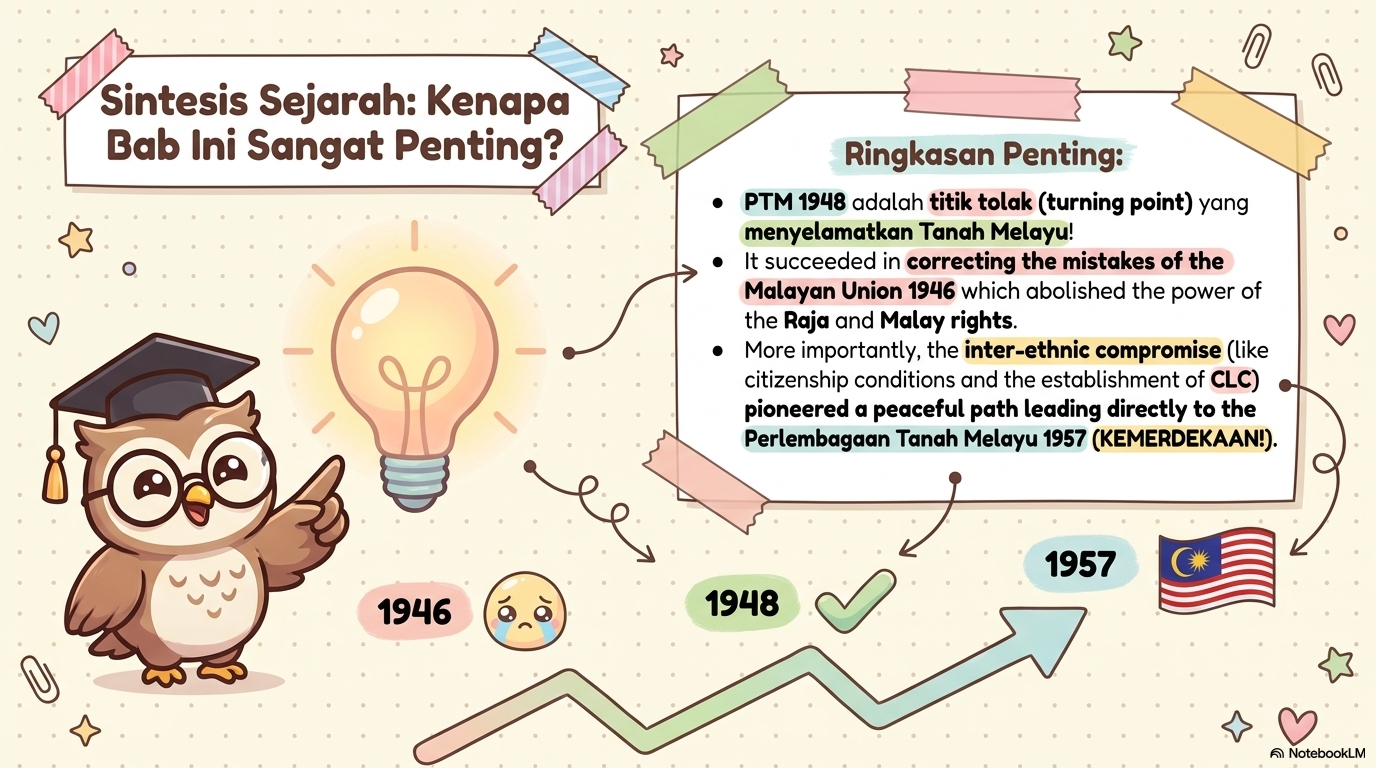 Sintesis Sejarah: Kenapa
Bab Ini Sangat Penting?
Ringkasan Penting:
• PTM 1948 adalah titik tolak (turning point) yang
menyelamatkan Tanah Melayu!
• It succeeded in correcting the mistakes of the
Malayan Union 1946 which abolished the power of
the Raja and Malay rights.
• More importantly, the inter-ethnic compromise (like
citizenship conditions and the establishment of CLC)
pioneered a peaceful path leading directly to the
Perlembagaan Tanah Melayu 1957 (KEMERDEKAAN!).
1946
1948
1957
NotebookLM